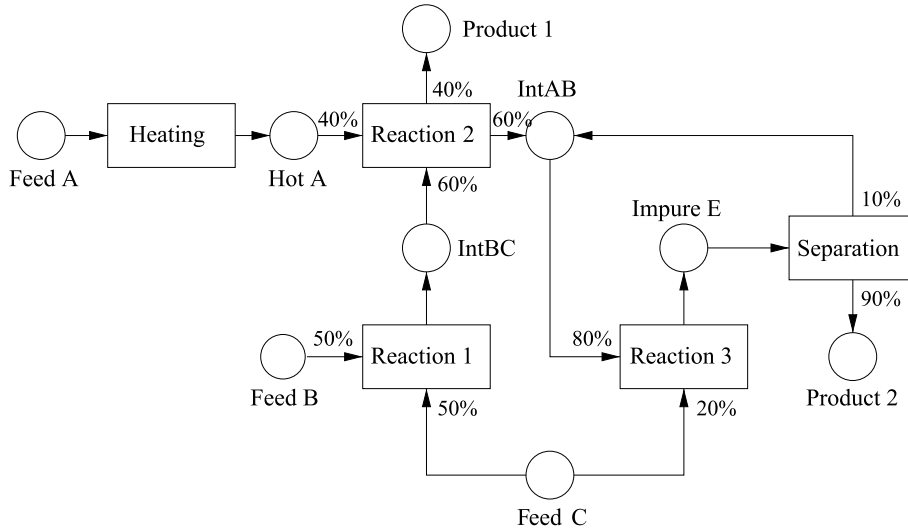 Product 1
40%
IntAB
Heating
40%
Reaction 2
60%
Feed A
Hot A
60%
Impure E
10%
IntBC
Separation
90%
50%
Reaction 1
80%
Reaction 3
Feed B
50%
20%
Product 2
Feed C